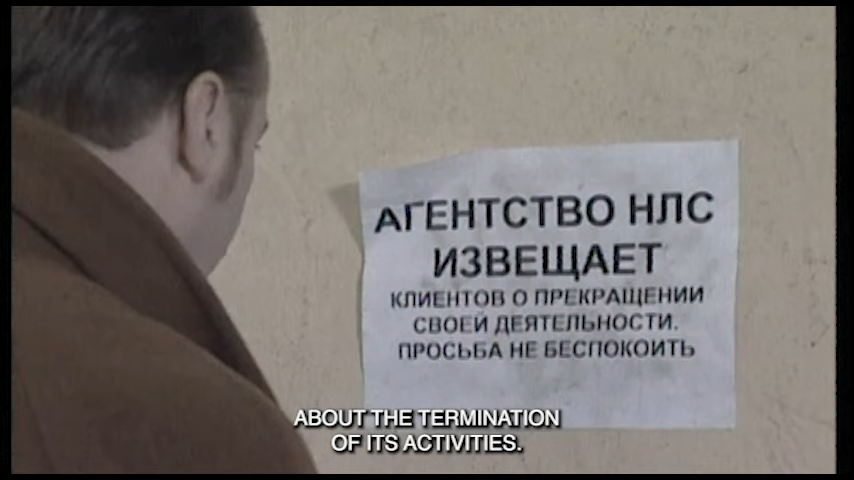 АГЕНТСТВО НЛС
ИЗВЕЩАЕТ
КЛИЕНТОВ О ПРЕКРАЩЕНИИ
СВОЕЙ ДЕЯТЕЛЬНОСТИ.
ПРОСЬБА НЕ БЕСПОКОИТЬ
ABOUT THE TERMINATION
OF ITS ACTIVITIES.